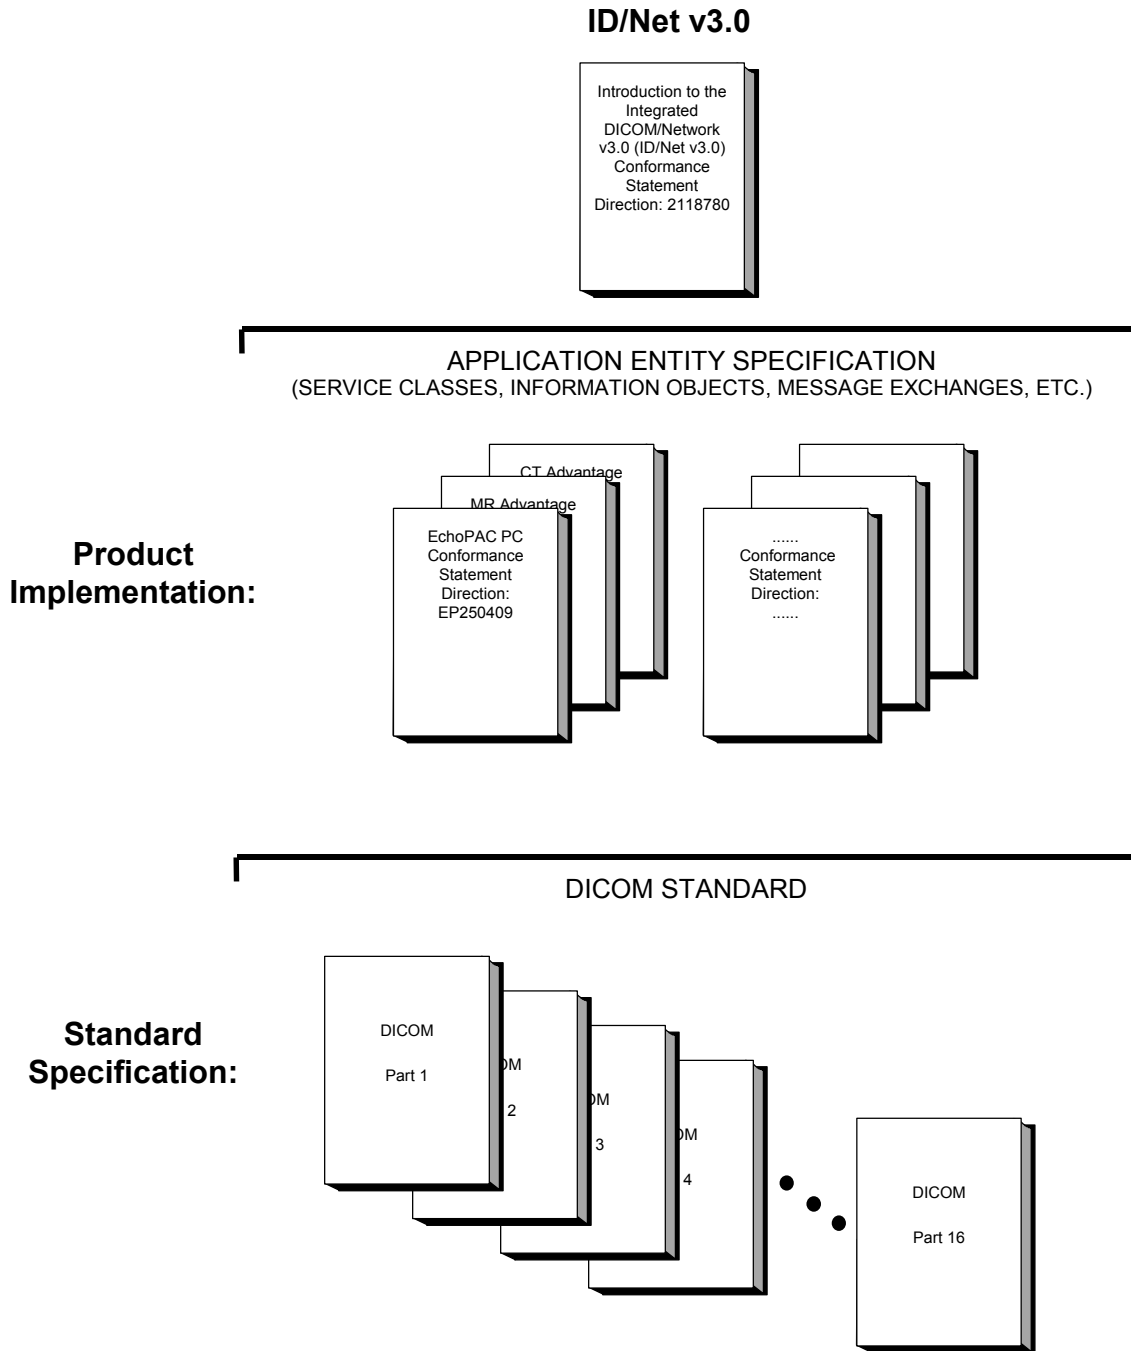 ID/Net v3.0
Introduction to the
Integrated
DICOM/Network
v3.0 (ID/Net v3.0)
Conformance
Statement
Direction: 2118780
APPLICATION ENTITY SPECIFICATION
(SERVICE CLASSES, INFORMATION OBJECTS, MESSAGE EXCHANGES, ETC.)
Product
Implementation:
CT Advantage
MR Advantage
EchoPAC PC
Conformance
Statement
Direction:
EP250409
......
Conformance
Statement
Direction:
......
DICOM STANDARD
Standard
Specification:
DICOM
Part 1
OM
2
OM
3
OM
4
DICOM
Part 16